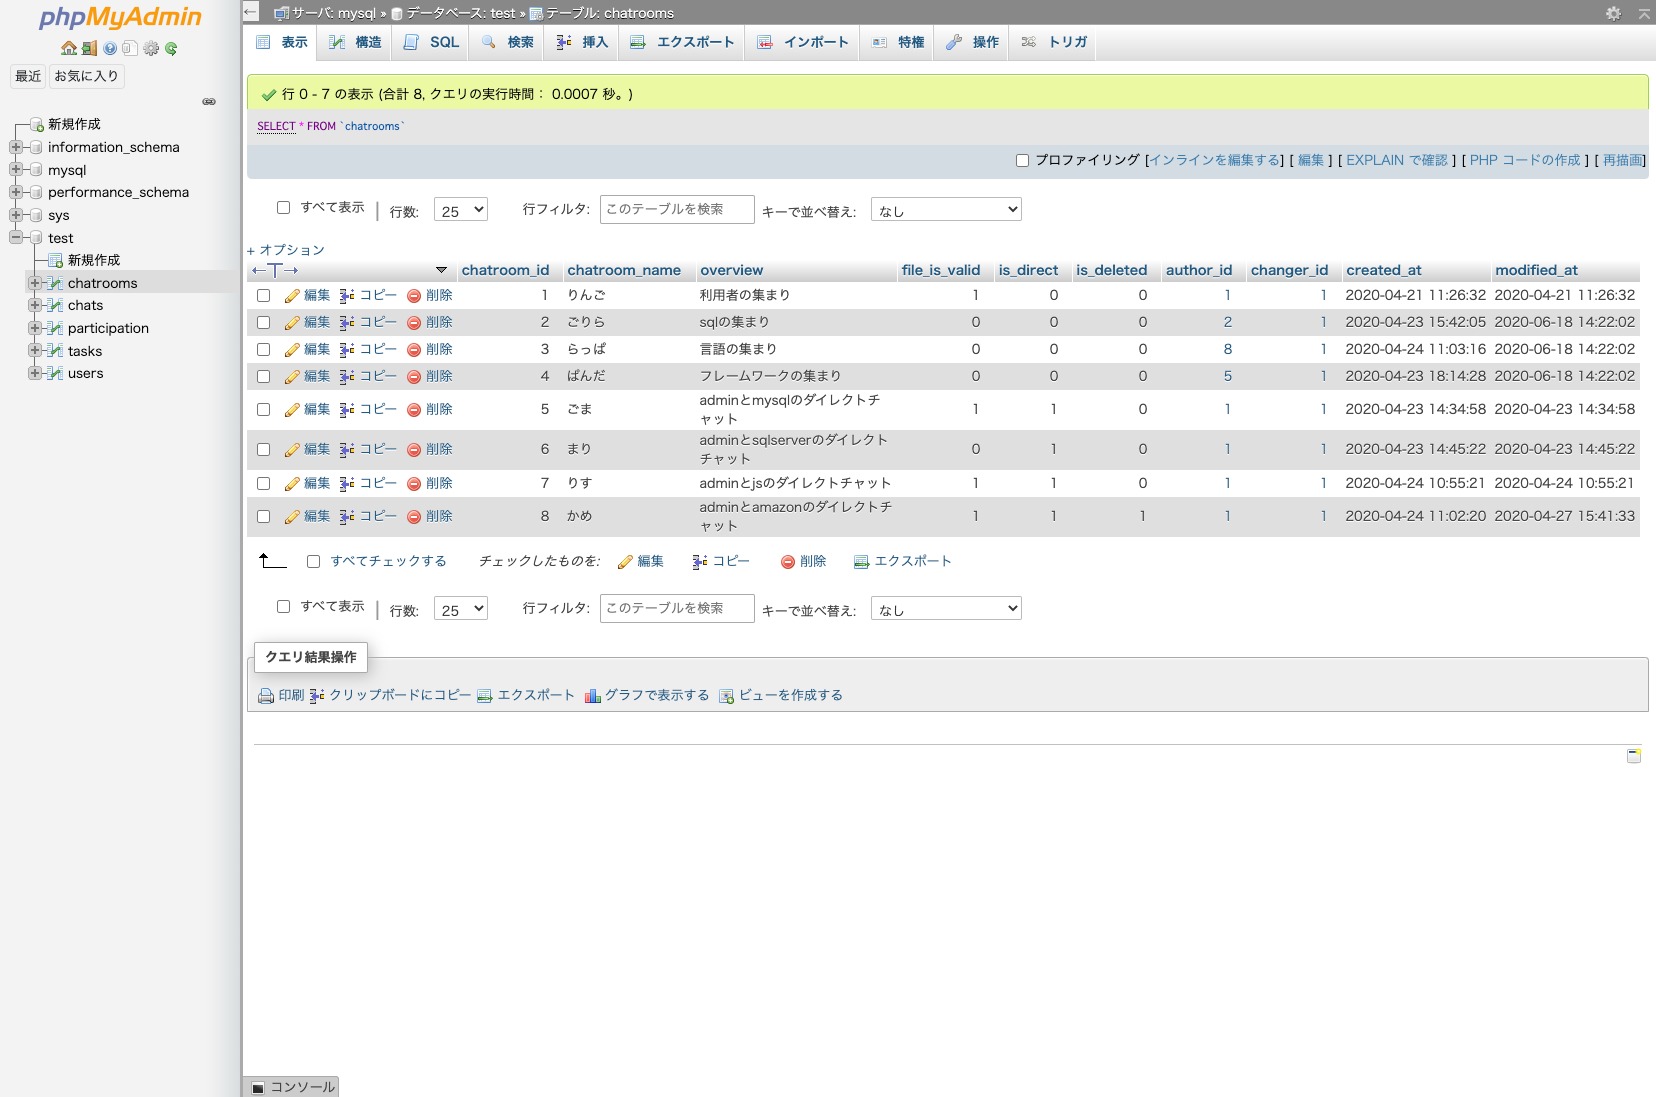 phpMyAdmin
最近 お気に入り
新規作成
information_schema
mysql
performance_schema
sys
test
新規作成
chatrooms
chats
participation
tasks
users
サーバ: mysql » データベース: test » テーブル: chatrooms
表示 構造 SQL 検索 挿入 エクスポート インポート 特権 操作 トリガ
行 0 - 7 の表示 (合計 8, クエリの実行時間： 0.0007 秒。)
SELECT * FROM `chatrooms`
プロファイリング [インラインを編集する] [ 編集 ] [ EXPLAIN で確認 ] [ PHP コードの作成 ] [ 再描画]
すべて表示 | 行数: 25 行フィルタ: このテーブルを検索 キーで並べ替え: なし
+ オプション
←T→ chatroom_id chatroom_name overview file_is_valid is_direct is_deleted author_id changer_id created_at modified_at
編集 コピー 削除 1 りんご 利用者の集まり 1 0 0 1 1 2020-04-21 11:26:32 2020-04-21 11:26:32
編集 コピー 削除 2 ごりら sqlの集まり 0 0 0 2 1 2020-04-23 15:42:05 2020-06-18 14:22:02
編集 コピー 削除 3 らっぱ 言語の集まり 0 0 0 8 1 2020-04-24 11:03:16 2020-06-18 14:22:02
編集 コピー 削除 4 ぱんだ フレームワークの集まり 0 0 0 5 1 2020-04-23 18:14:28 2020-06-18 14:22:02
編集 コピー 削除 5 ごま adminとmysqlのダイレクトチ 1 1 0 1 1 2020-04-23 14:34:58 2020-04-23 14:34:58
ャット
編集 コピー 削除 6 まり adminとsqlserverのダイレクト 0 1 0 1 1 2020-04-23 14:45:22 2020-04-23 14:45:22
チャット
編集 コピー 削除 7 りす adminとjsのダイレクトチャット 1 1 0 1 1 2020-04-24 10:55:21 2020-04-24 10:55:21
編集 コピー 削除 8 かめ adminとamazonのダイレクトチ 1 1 1 1 1 2020-04-24 11:02:20 2020-04-27 15:41:33
ャット
すべてチェックする チェックしたものを: 編集 コピー 削除 エクスポート
すべて表示 | 行数: 25 行フィルタ: このテーブルを検索 キーで並べ替え: なし
クエリ結果操作
印刷 クリップボードにコピー エクスポート グラフで表示する ビューを作成する
コンソール